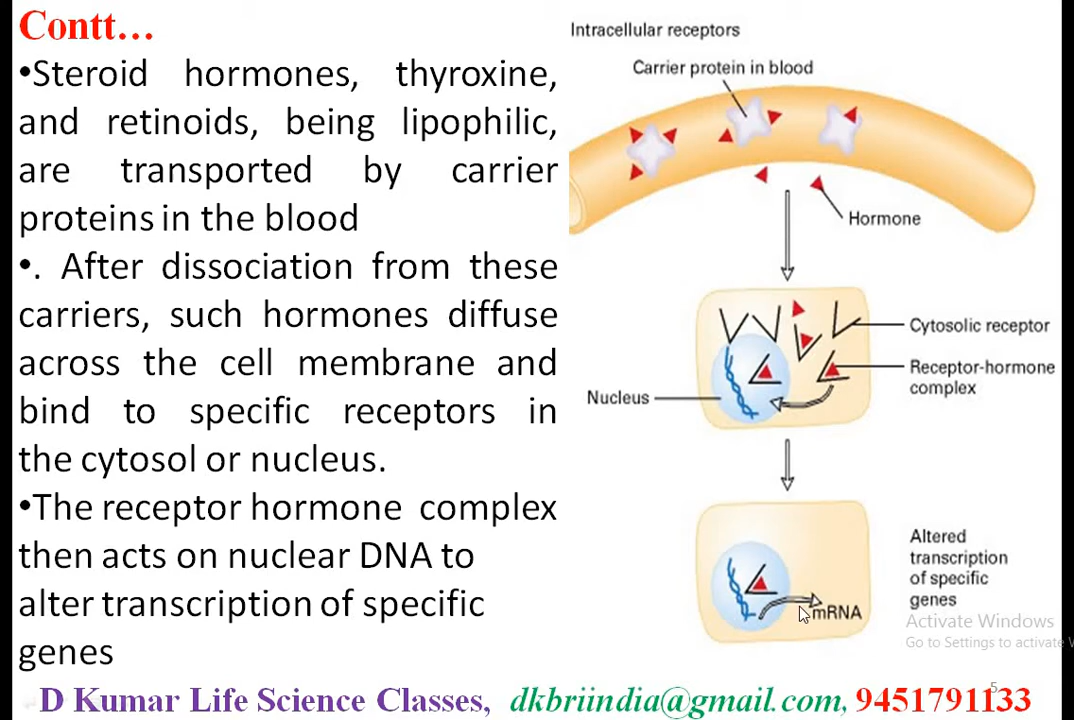 Contt…
•Steroid hormones, thyroxine,
and retinoids, being lipophilic,
are transported by carrier
proteins in the blood
•. After dissociation from these
carriers, such hormones diffuse
across the cell membrane and
bind to specific receptors in
the cytosol or nucleus.
•The receptor hormone complex
then acts on nuclear DNA to
alter transcription of specific
genes
Intracellular receptors
Carrier protein in blood
Hormone
Cytosolic receptor
Receptor-hormone
complex
Nucleus
Altered
transcription
of specific
genes
mRNA
Activate Windows
Go to Settings to activate W
5
D Kumar Life Science Classes, dkbriindia@gmail.com, 9451791133